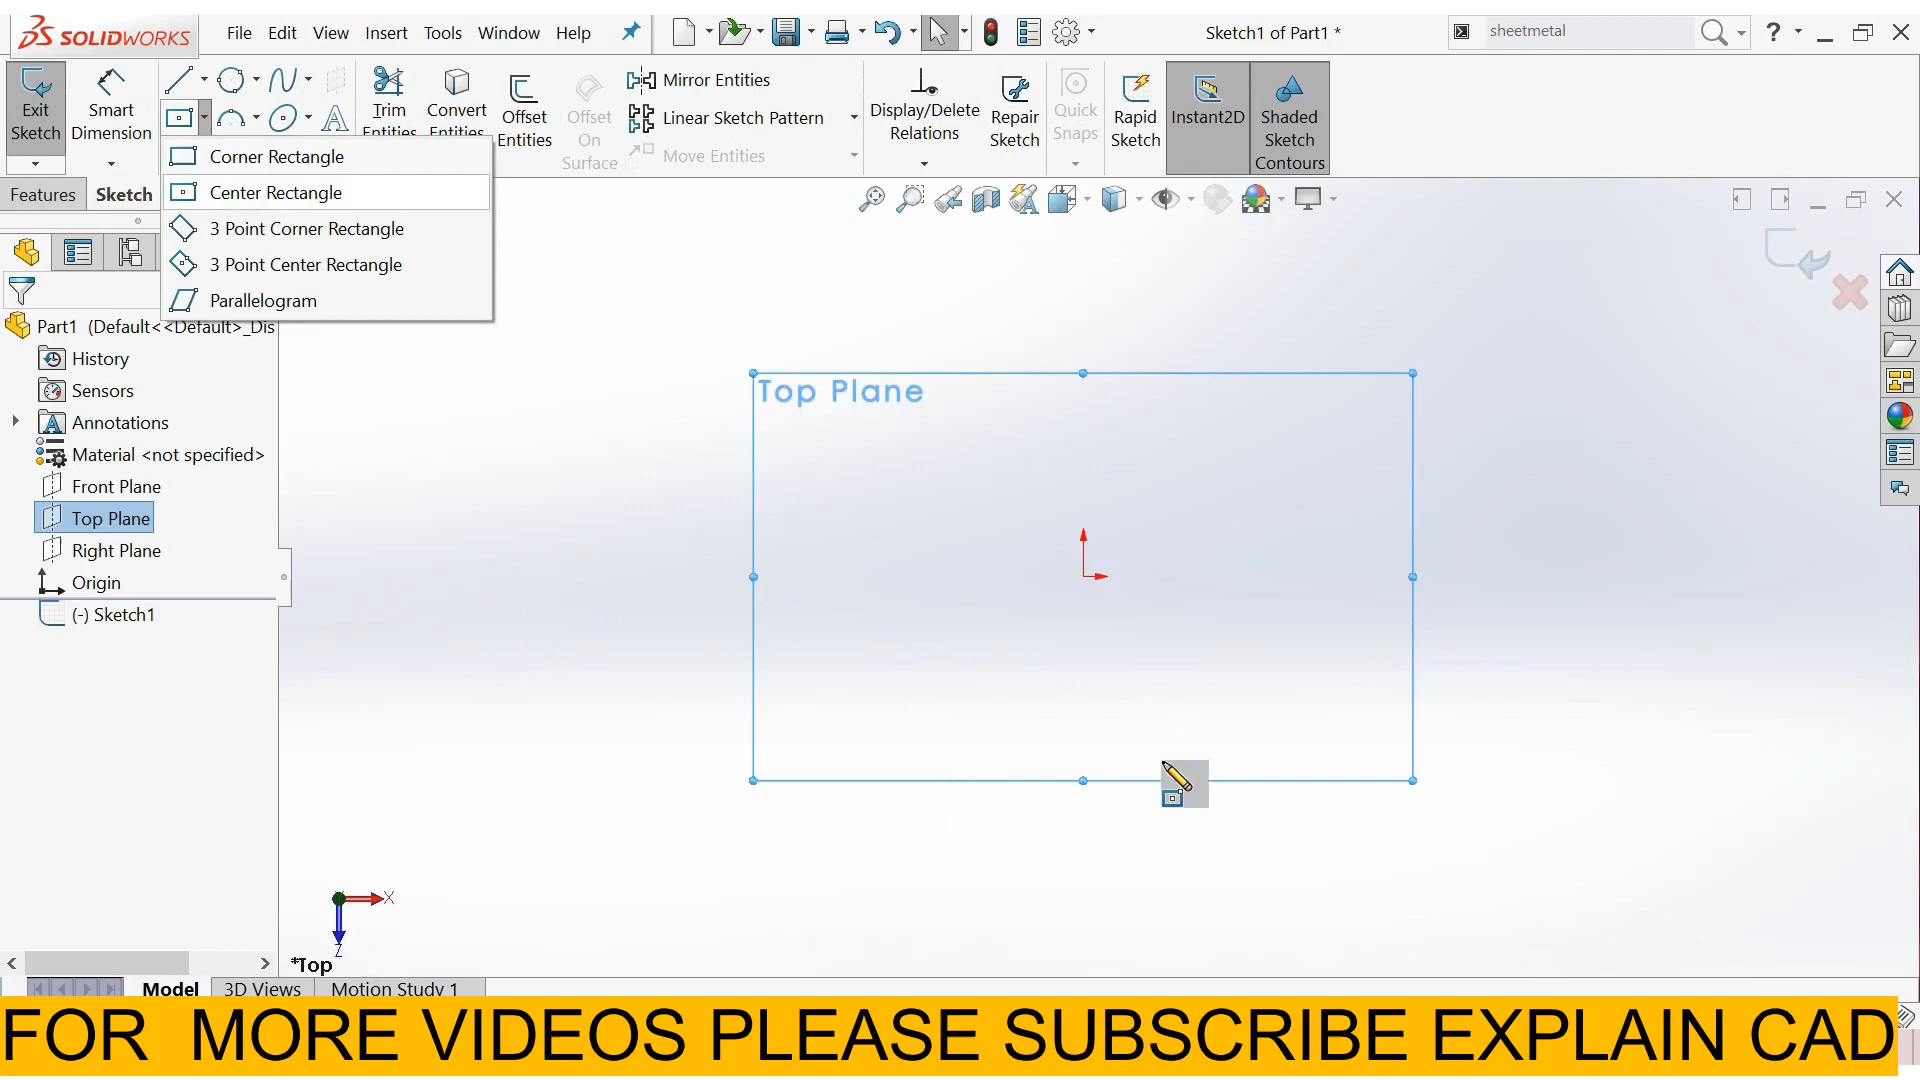 SOLIDWORKS
File Edit View Insert Tools Window Help
Sketch1 of Part1 *
sheetmetal
?
Exit Sketch
Smart Dimension
Trim Entities
Convert Entities
Offset Entities
Offset On Surface
Mirror Entities
Linear Sketch Pattern
Move Entities
Display/Delete Relations
Repair Sketch
Quick Snaps
Rapid Sketch
Instant2D
Shaded Sketch Contours
Corner Rectangle
Center Rectangle
3 Point Corner Rectangle
3 Point Center Rectangle
Parallelogram
Features Sketch
Part1 (Default<<Default>_Dis
History
Sensors
Annotations
Material <not specified>
Front Plane
Top Plane
Right Plane
Origin
(-) Sketch1
Top Plane
X
Z
*Top
Model 3D Views Motion Study 1
FOR MORE VIDEOS PLEASE SUBSCRIBE EXPLAIN CAD